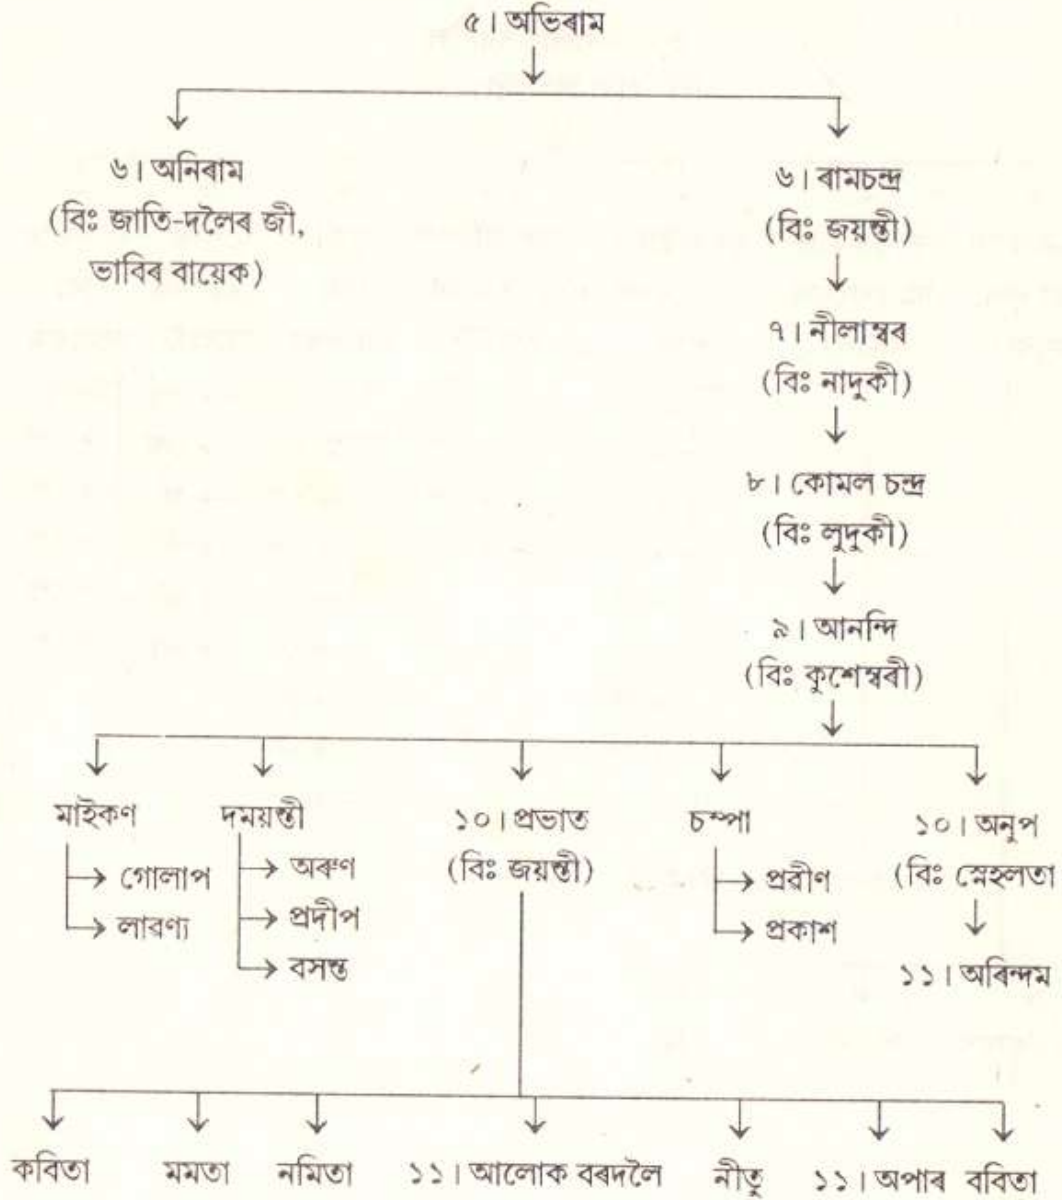 ৫। অভিৰাম
৬। অনিৰাম
(বিঃ জাতি-দলৈৰ জী,
ভাবিৰ বায়েক)
৬। ৰামচন্দ্ৰ
(বিঃ জয়ন্তী)
৭। নীলাম্বৰ
(বিঃ নাদুকী)
৮। কোমল চন্দ্ৰ
(বিঃ লুদুকী)
৯। আনন্দি
(বিঃ কুশেশ্বৰী)
মাইকণ
গোলাপ
লাৱণ্য
দময়ন্তী
অৰুণ
প্ৰদীপ
বসন্ত
১০। প্ৰভাত
(বিঃ জয়ন্তী)
চম্পা
প্ৰৱীণ
প্ৰকাশ
১০। অনুপ
(বিঃ স্নেহলতা
১১। অৰিন্দম
কবিতা মমতা নমিতা ১১। আলোক বৰদলৈ নীতু ১১। অপাৰ ববিতা